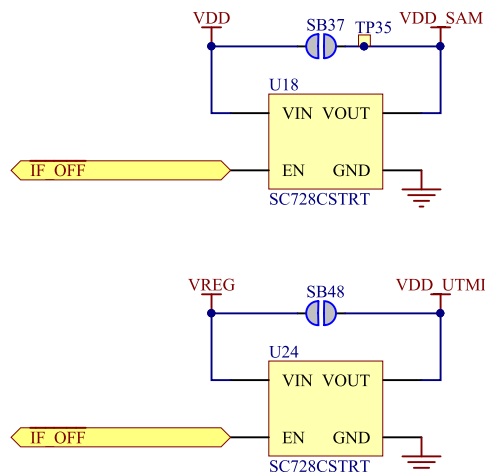 VDD SB37 TP35 VDD_SAM
U18
VIN VOUT
IF_OFF EN GND
SC728CSTRT
VREG SB48 VDD_UTMI
U24
VIN VOUT
IF_OFF EN GND
SC728CSTRT